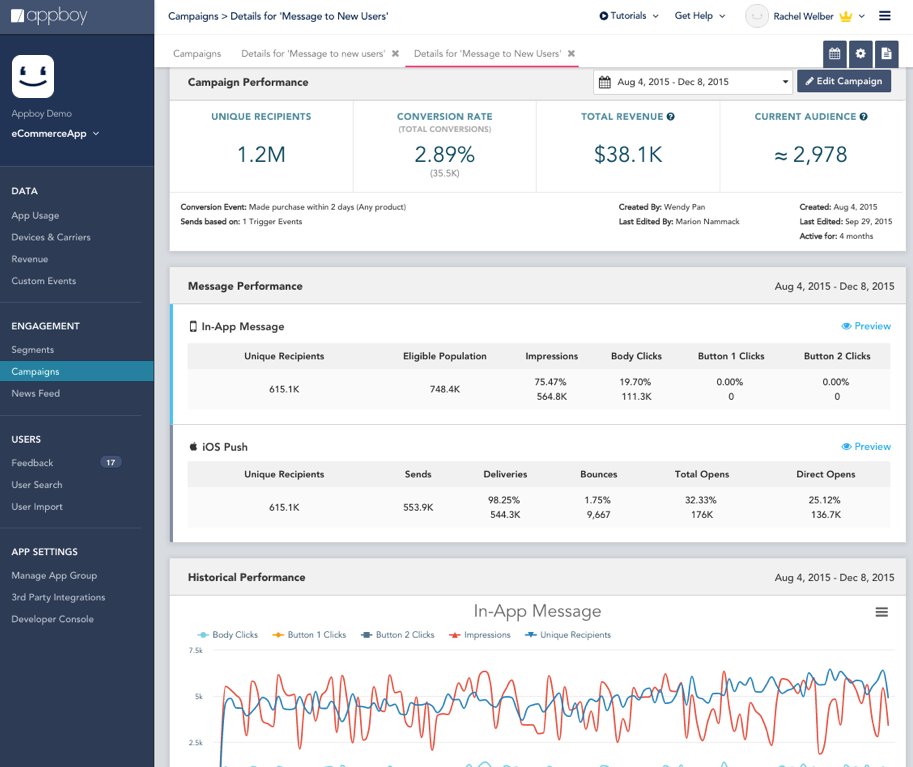 appboy
Campaigns > Details for 'Message to New Users'
Tutorials
Get Help
Rachel Welber
Campaigns
Details for 'Message to new users' ✖
Details for 'Message to New Users' ✖
Appboy Demo
eCommerceApp
DATA
App Usage
Devices & Carriers
Revenue
Custom Events
ENGAGEMENT
Segments
Campaigns
News Feed
USERS
Feedback 17
User Search
User Import
APP SETTINGS
Manage App Group
3rd Party Integrations
Developer Console
Campaign Performance
Aug 4, 2015 - Dec 8, 2015
Edit Campaign
UNIQUE RECIPIENTS
1.2M
CONVERSION RATE
(TOTAL CONVERSIONS)
2.89%
(35.5K)
TOTAL REVENUE ?
$38.1K
CURRENT AUDIENCE ?
≈ 2,978
Conversion Event: Made purchase within 2 days (Any product)
Sends based on: 1 Trigger Events
Created By: Wendy Pan
Last Edited By: Marion Nammack
Created: Aug 4, 2015
Last Edited: Sep 29, 2015
Active for: 4 months
Message Performance
Aug 4, 2015 - Dec 8, 2015
In-App Message
Preview
Unique Recipients Eligible Population Impressions Body Clicks Button 1 Clicks Button 2 Clicks
615.1K 748.4K
75.47% 19.70% 0.00% 0.00%
564.8K 111.3K 0 0
iOS Push
Preview
Unique Recipients Sends Deliveries Bounces Total Opens Direct Opens
615.1K 553.9K
98.25% 1.75% 32.33% 25.12%
544.3K 9,667 176K 136.7K
Historical Performance
Aug 4, 2015 - Dec 8, 2015
In-App Message
Body Clicks Button 1 Clicks Button 2 Clicks Impressions Unique Recipients
7.5k
5k
2.5k